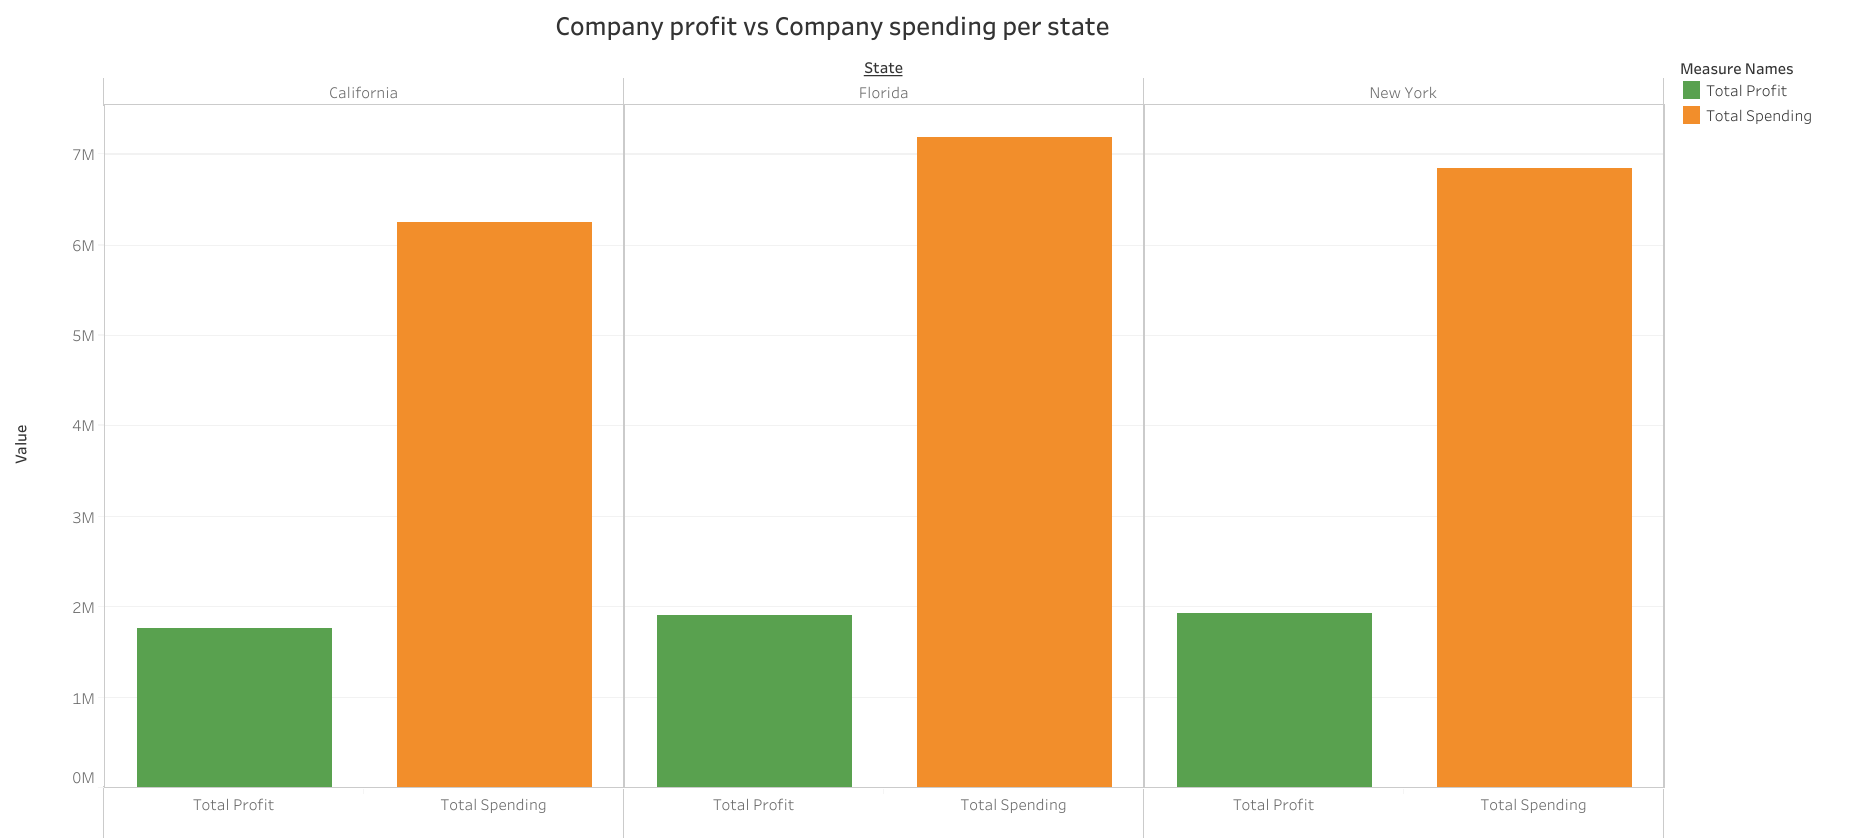 Company profit vs Company spending per state
State
California
Florida
New York
Measure Names
Total Profit
Total Spending
Value
7M
6M
5M
4M
3M
2M
1M
0M
Total Profit
Total Spending
Total Profit
Total Spending
Total Profit
Total Spending